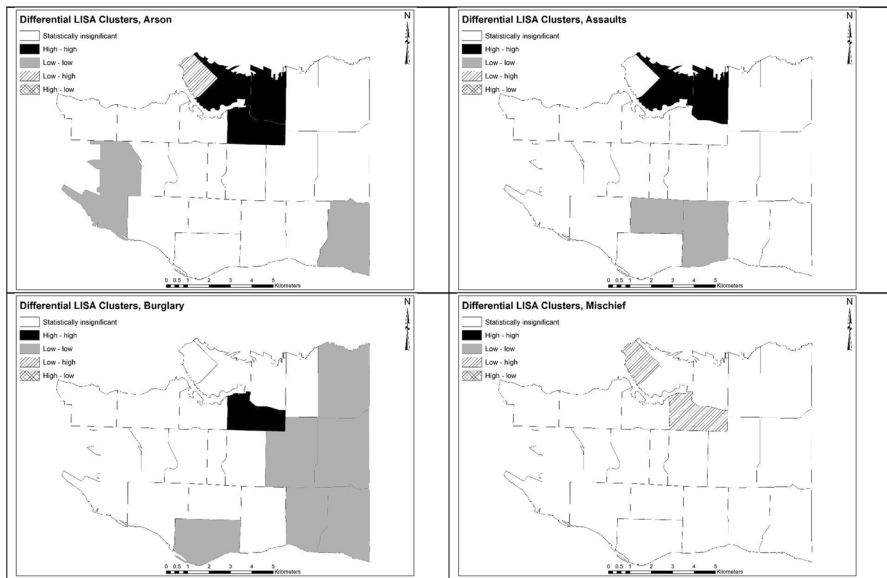 Differential LISA Clusters, Arson
Statistically insignificant
High - high
Low - low
Low - high
High - low
N
0 0.5 1 2 3 4 5
Kilometers
Differential LISA Clusters, Assaults
Statistically insignificant
High - high
Low - low
Low - high
High - low
N
0 0.5 1 2 3 4 5
Kilometers
Differential LISA Clusters, Burglary
Statistically insignificant
High - high
Low - low
Low - high
High - low
N
0 0.5 1 2 3 4 5
Kilometers
Differential LISA Clusters, Mischief
Statistically insignificant
High - high
Low - low
Low - high
High - low
N
0 0.5 1 2 3 4 5
Kilometers